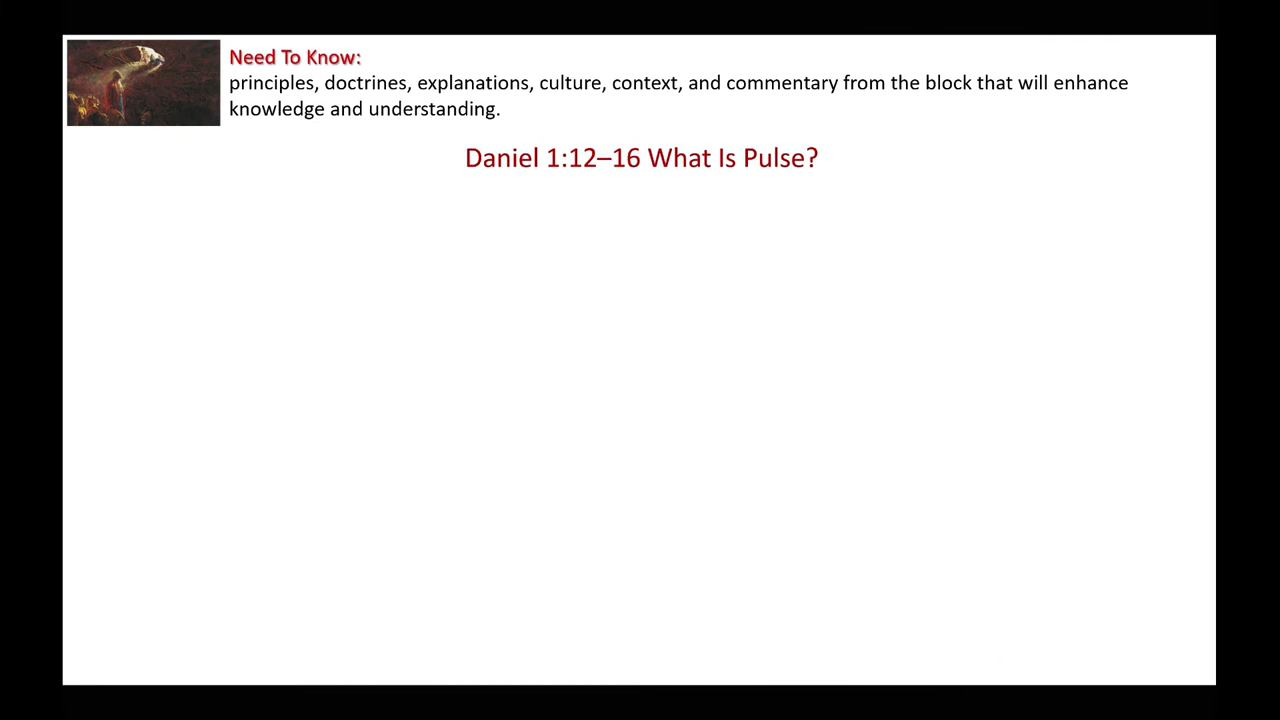 Need To Know:
principles, doctrines, explanations, culture, context, and commentary from the block that will enhance
knowledge and understanding.
Daniel 1:12–16 What Is Pulse?